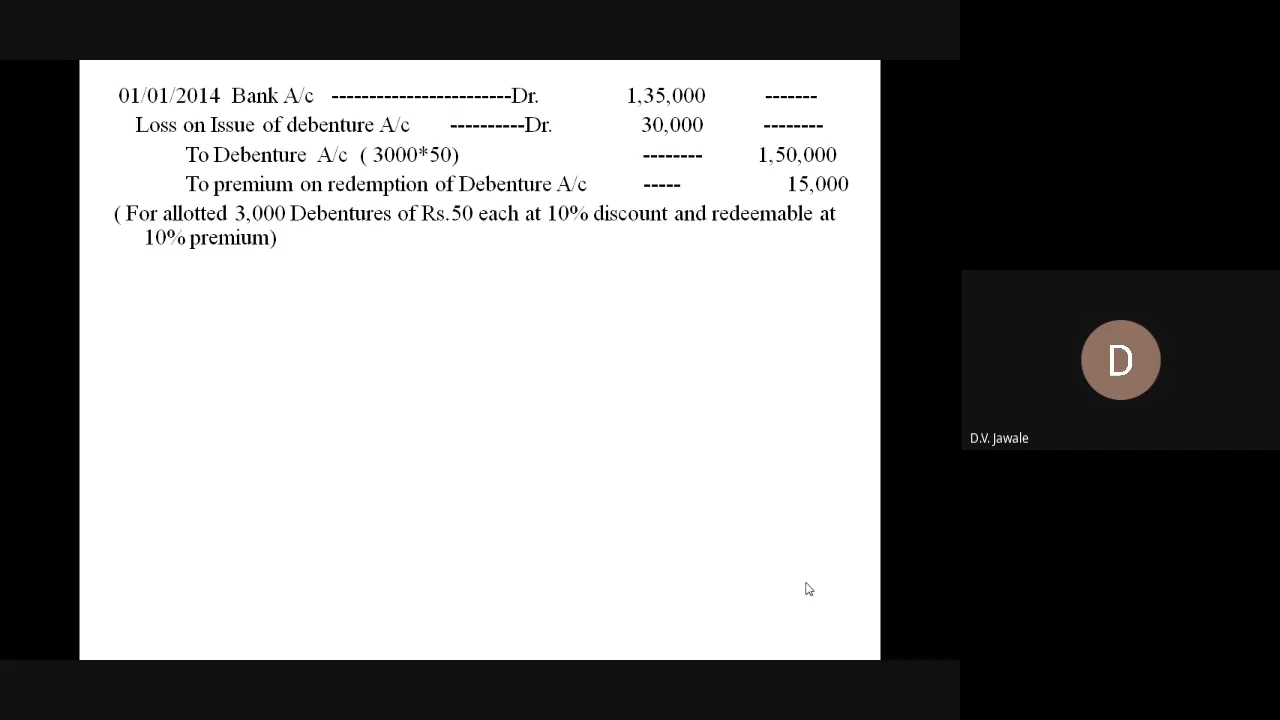 01/01/2014 Bank A/c ------------------------Dr. 1,35,000 -------
Loss on Issue of debenture A/c ----------Dr. 30,000 --------
To Debenture A/c ( 3000*50) -------- 1,50,000
To premium on redemption of Debenture A/c ----- 15,000
( For allotted 3,000 Debentures of Rs.50 each at 10% discount and redeemable at
10% premium)
D
D.V. Jawale